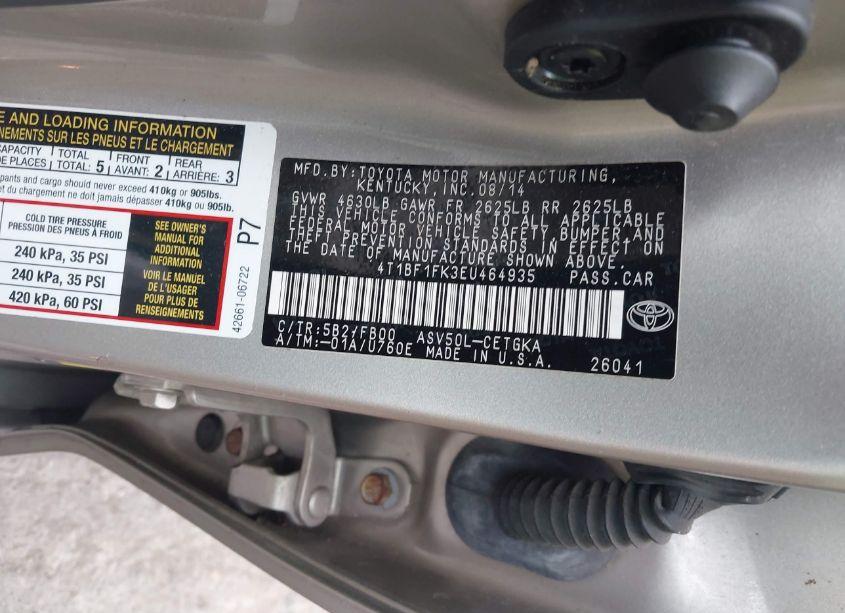 E AND LOADING INFORMATION
GNEMENTS SUR LES PNEUS ET LE CHARGEMENT
CAPACITY TOTAL 5 FRONT 2 REAR 3
DE PLACES: TOTAL: AVANT: ARRIÈRE:
pants and cargo should never exceed 410kg or 905lbs.
et du chargement ne doit jamais dépasser 410kg ou 905lb.
COLD TIRE PRESSURE
PRESSION DES PNEUS À FROID
240 kPa, 35 PSI
240 kPa, 35 PSI
420 kPa, 60 PSI
SEE OWNER'S
MANUAL FOR
ADDITIONAL
INFORMATION
VOIR LE MANUEL
DE L'USAGER
POUR PLUS DE
RENSEIGNEMENTS
P7
42661-06722
MFD.BY:TOYOTA MOTOR MANUFACTURING,
KENTUCKY,INC.08/14
GVWR 4630LB GAWR FR 2625LB RR 2625LB
THIS VEHICLE CONFORMS TO ALL APPLICABLE
FEDERAL MOTOR VEHICLE SAFETY,BUMPER,AND
THEFT PREVENTION STANDARDS IN EFFECT ON
THE DATE OF MANUFACTURE SHOWN ABOVE.
4T1BF1FK3EU464935 PASS.CAR
C/TR:5B2/FB00 ASV50L-CETGKA
A/TM:-01A/U760E MADE IN U.S.A.
26041